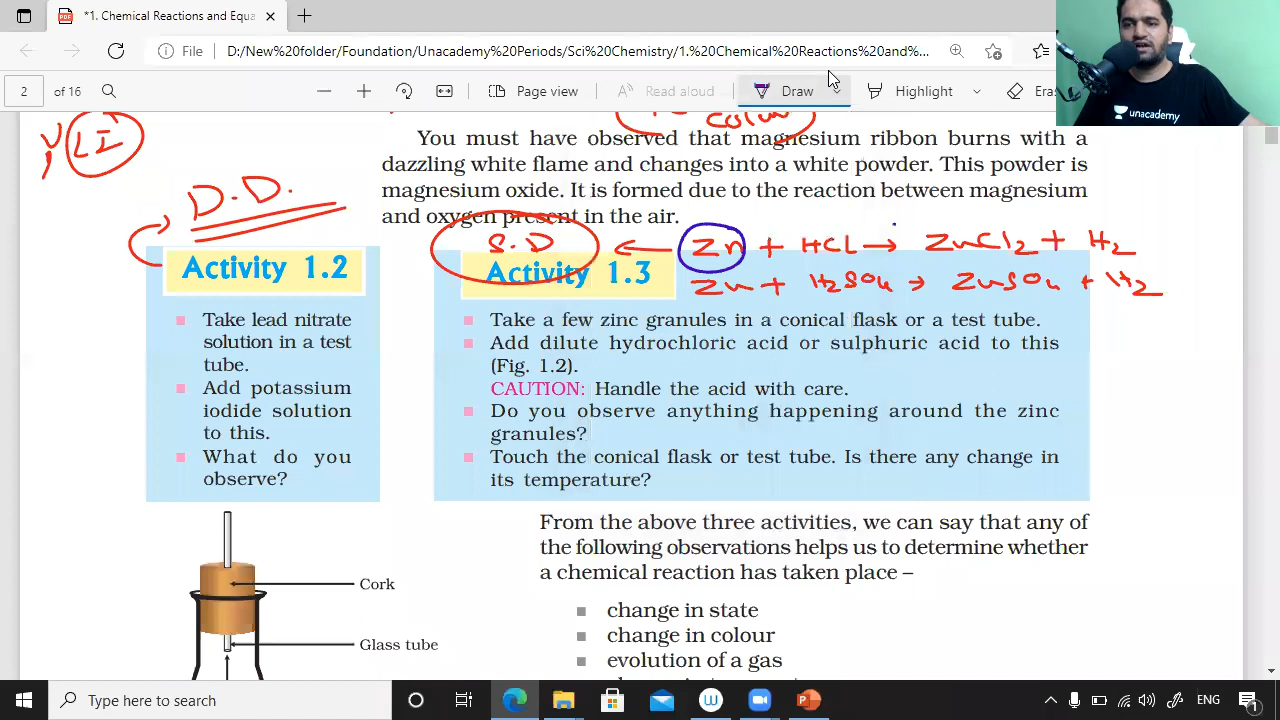 *1. Chemical Reactions and Equa
File D:/New%20folder/Foundation/Unacademy%20Periods/Sci%20Chemistry/1.%20Chemical%20Reactions%20and%...
2 of 16 Page view Read aloud Draw Highlight Eras
unacademy
colour
You must have observed that magnesium ribbon burns with a
dazzling white flame and changes into a white powder. This powder is
magnesium oxide. It is formed due to the reaction between magnesium
and oxygen present in the air.
D.D.
S.D
Zn + HCl → ZnCl2 + H2
Zn + H2SO4 → ZnSO4 + H2
Activity 1.2
Take lead nitrate
solution in a test
tube.
Add potassium
iodide solution
to this.
What do you
observe?
Activity 1.3
Take a few zinc granules in a conical flask or a test tube.
Add dilute hydrochloric acid or sulphuric acid to this
(Fig. 1.2).
CAUTION: Handle the acid with care.
Do you observe anything happening around the zinc
granules?
Touch the conical flask or test tube. Is there any change in
its temperature?
From the above three activities, we can say that any of
the following observations helps us to determine whether
a chemical reaction has taken place –
change in state
change in colour
evolution of a gas
Cork
Glass tube
Type here to search
ENG